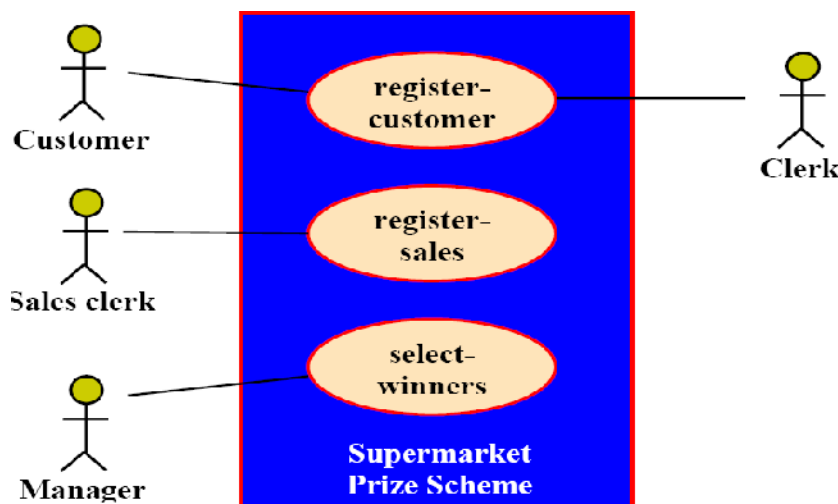 register-
customer
Customer
Clerk
register-
sales
Sales clerk
select-
winners
Manager
Supermarket
Prize Scheme